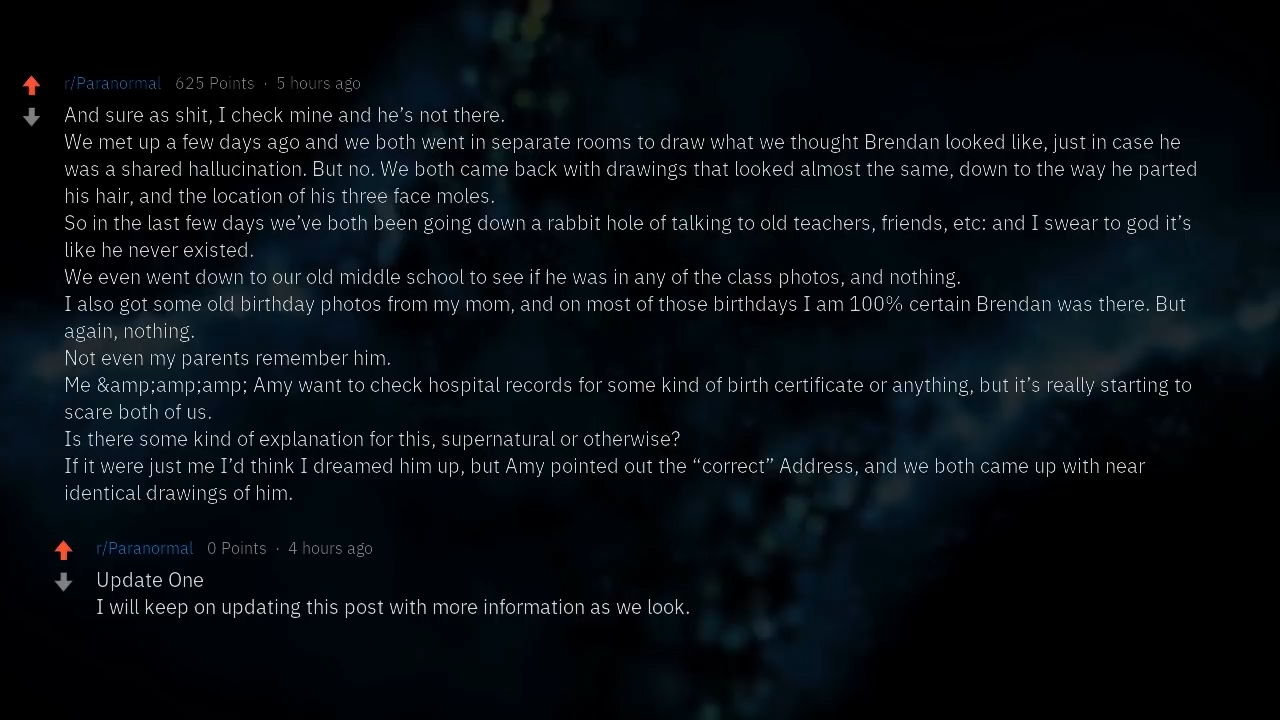 r/Paranormal 625 Points · 5 hours ago
And sure as shit, I check mine and he’s not there.
We met up a few days ago and we both went in separate rooms to draw what we thought Brendan looked like, just in case he
was a shared hallucination. But no. We both came back with drawings that looked almost the same, down to the way he parted
his hair, and the location of his three face moles.
So in the last few days we’ve both been going down a rabbit hole of talking to old teachers, friends, etc: and I swear to god it’s
like he never existed.
We even went down to our old middle school to see if he was in any of the class photos, and nothing.
I also got some old birthday photos from my mom, and on most of those birthdays I am 100% certain Brendan was there. But
again, nothing.
Not even my parents remember him.
Me &amp;amp;amp; Amy want to check hospital records for some kind of birth certificate or anything, but it’s really starting to
scare both of us.
Is there some kind of explanation for this, supernatural or otherwise?
If it were just me I’d think I dreamed him up, but Amy pointed out the “correct” Address, and we both came up with near
identical drawings of him.
r/Paranormal 0 Points · 4 hours ago
Update One
I will keep on updating this post with more information as we look.